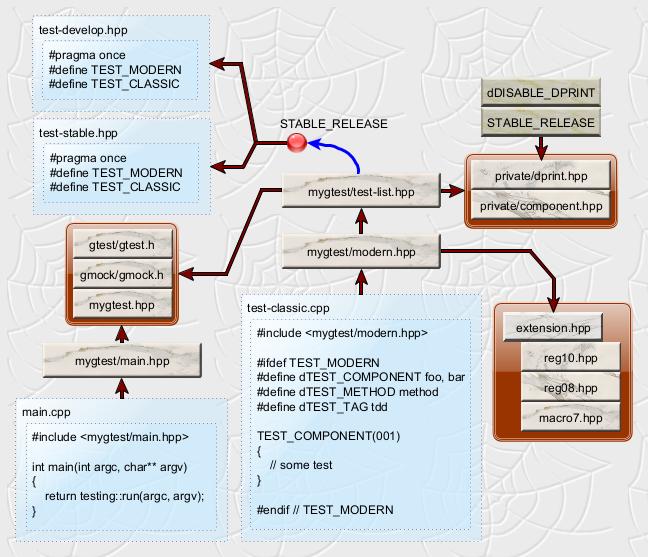 test-develop.hpp
#pragma once
#define TEST_MODERN
#define TEST_CLASSIC
test-stable.hpp
#pragma once
#define TEST_MODERN
#define TEST_CLASSIC
STABLE_RELEASE
dDISABLE_DPRINT
STABLE_RELEASE
private/dprint.hpp
private/component.hpp
mygtest/test-list.hpp
mygtest/modern.hpp
gtest/gtest.h
gmock/gmock.h
mygtest.hpp
mygtest/main.hpp
main.cpp
#include <mygtest/main.hpp>
int main(int argc, char** argv)
{
return testing::run(argc, argv);
}
test-classic.cpp
#include <mygtest/modern.hpp>
#ifdef TEST_MODERN
#define dTEST_COMPONENT foo, bar
#define dTEST_METHOD method
#define dTEST_TAG tdd
TEST_COMPONENT(001)
{
// some test
}
#endif // TEST_MODERN
extension.hpp
reg10.hpp
reg08.hpp
macro7.hpp